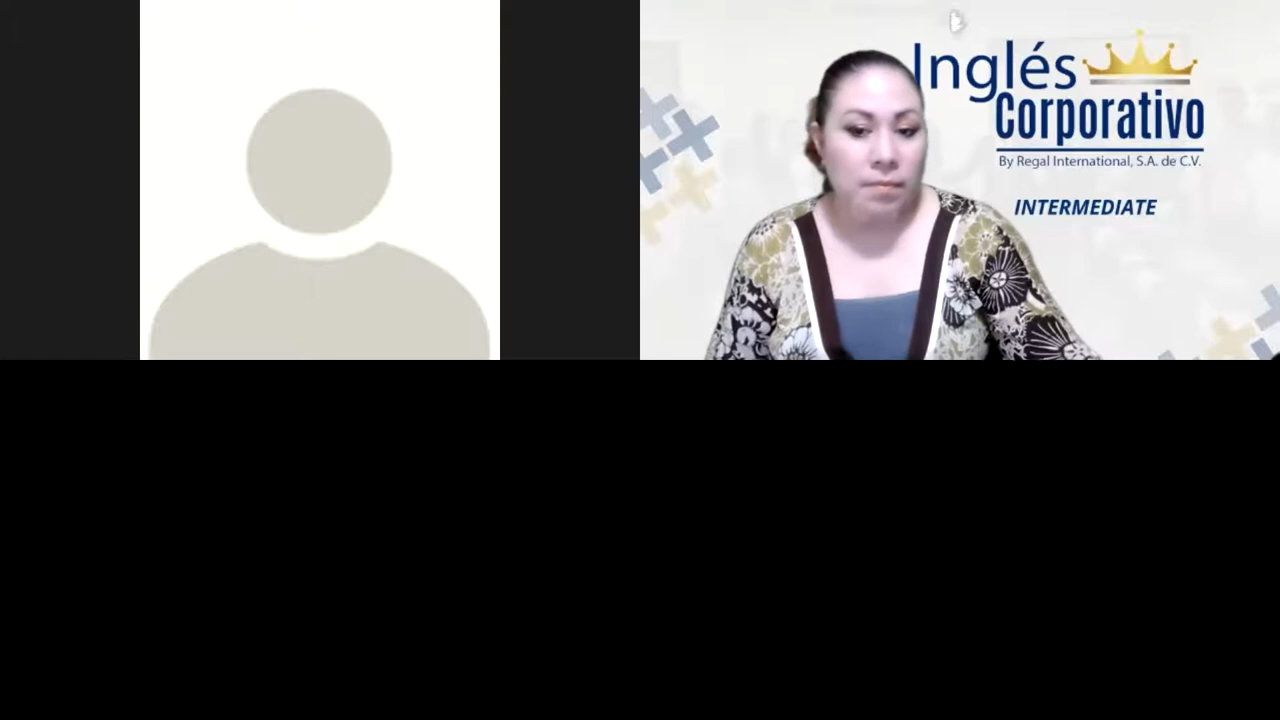 Inglés
Corporativo
By Regal International, S.A. de C.V.
INTERMEDIATE